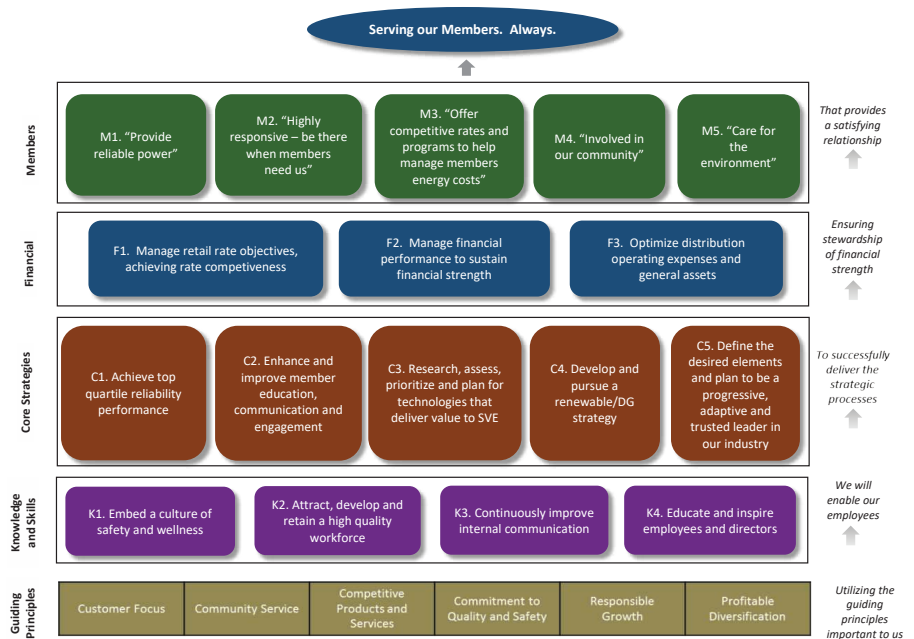 Serving our Members.  Always.
Members
M1. “Provide
reliable power”
M2. “Highly
responsive – be there
when members
need us”
M3. “Offer
competitive rates and
programs to help
manage members
energy costs”
M4. “Involved in
our community”
M5. “Care for
the
environment”
That provides
a satisfying
relationship
Financial
F1.  Manage retail rate objectives,
achieving rate competiveness
F2.  Manage financial
performance to sustain
financial strength
F3.  Optimize distribution
operating expenses and
general assets
Ensuring
stewardship
of financial
strength
Core Strategies
C1. Achieve top
quartile reliability
performance
C2. Enhance and
improve member
education,
communication and
engagement
C3. Research, assess,
prioritize and plan for
technologies that
deliver value to SVE
C4. Develop and
pursue a
renewable/DG
strategy
C5. Define the
desired elements
and plan to be a
progressive,
adaptive and
trusted leader in
our industry
To successfully
deliver the
strategic
processes
Knowledge
and Skills
K1. Embed a culture of
safety and wellness
K2. Attract, develop and
retain a high quality
workforce
K3. Continuously improve
internal communication
K4. Educate and inspire
employees and directors
We will
enable our
employees
Guiding
Principles
Customer Focus
Community Service
Competitive
Products and
Services
Commitment to
Quality and Safety
Responsible
Growth
Profitable
Diversification
Utilizing the
guiding
principles
important to us